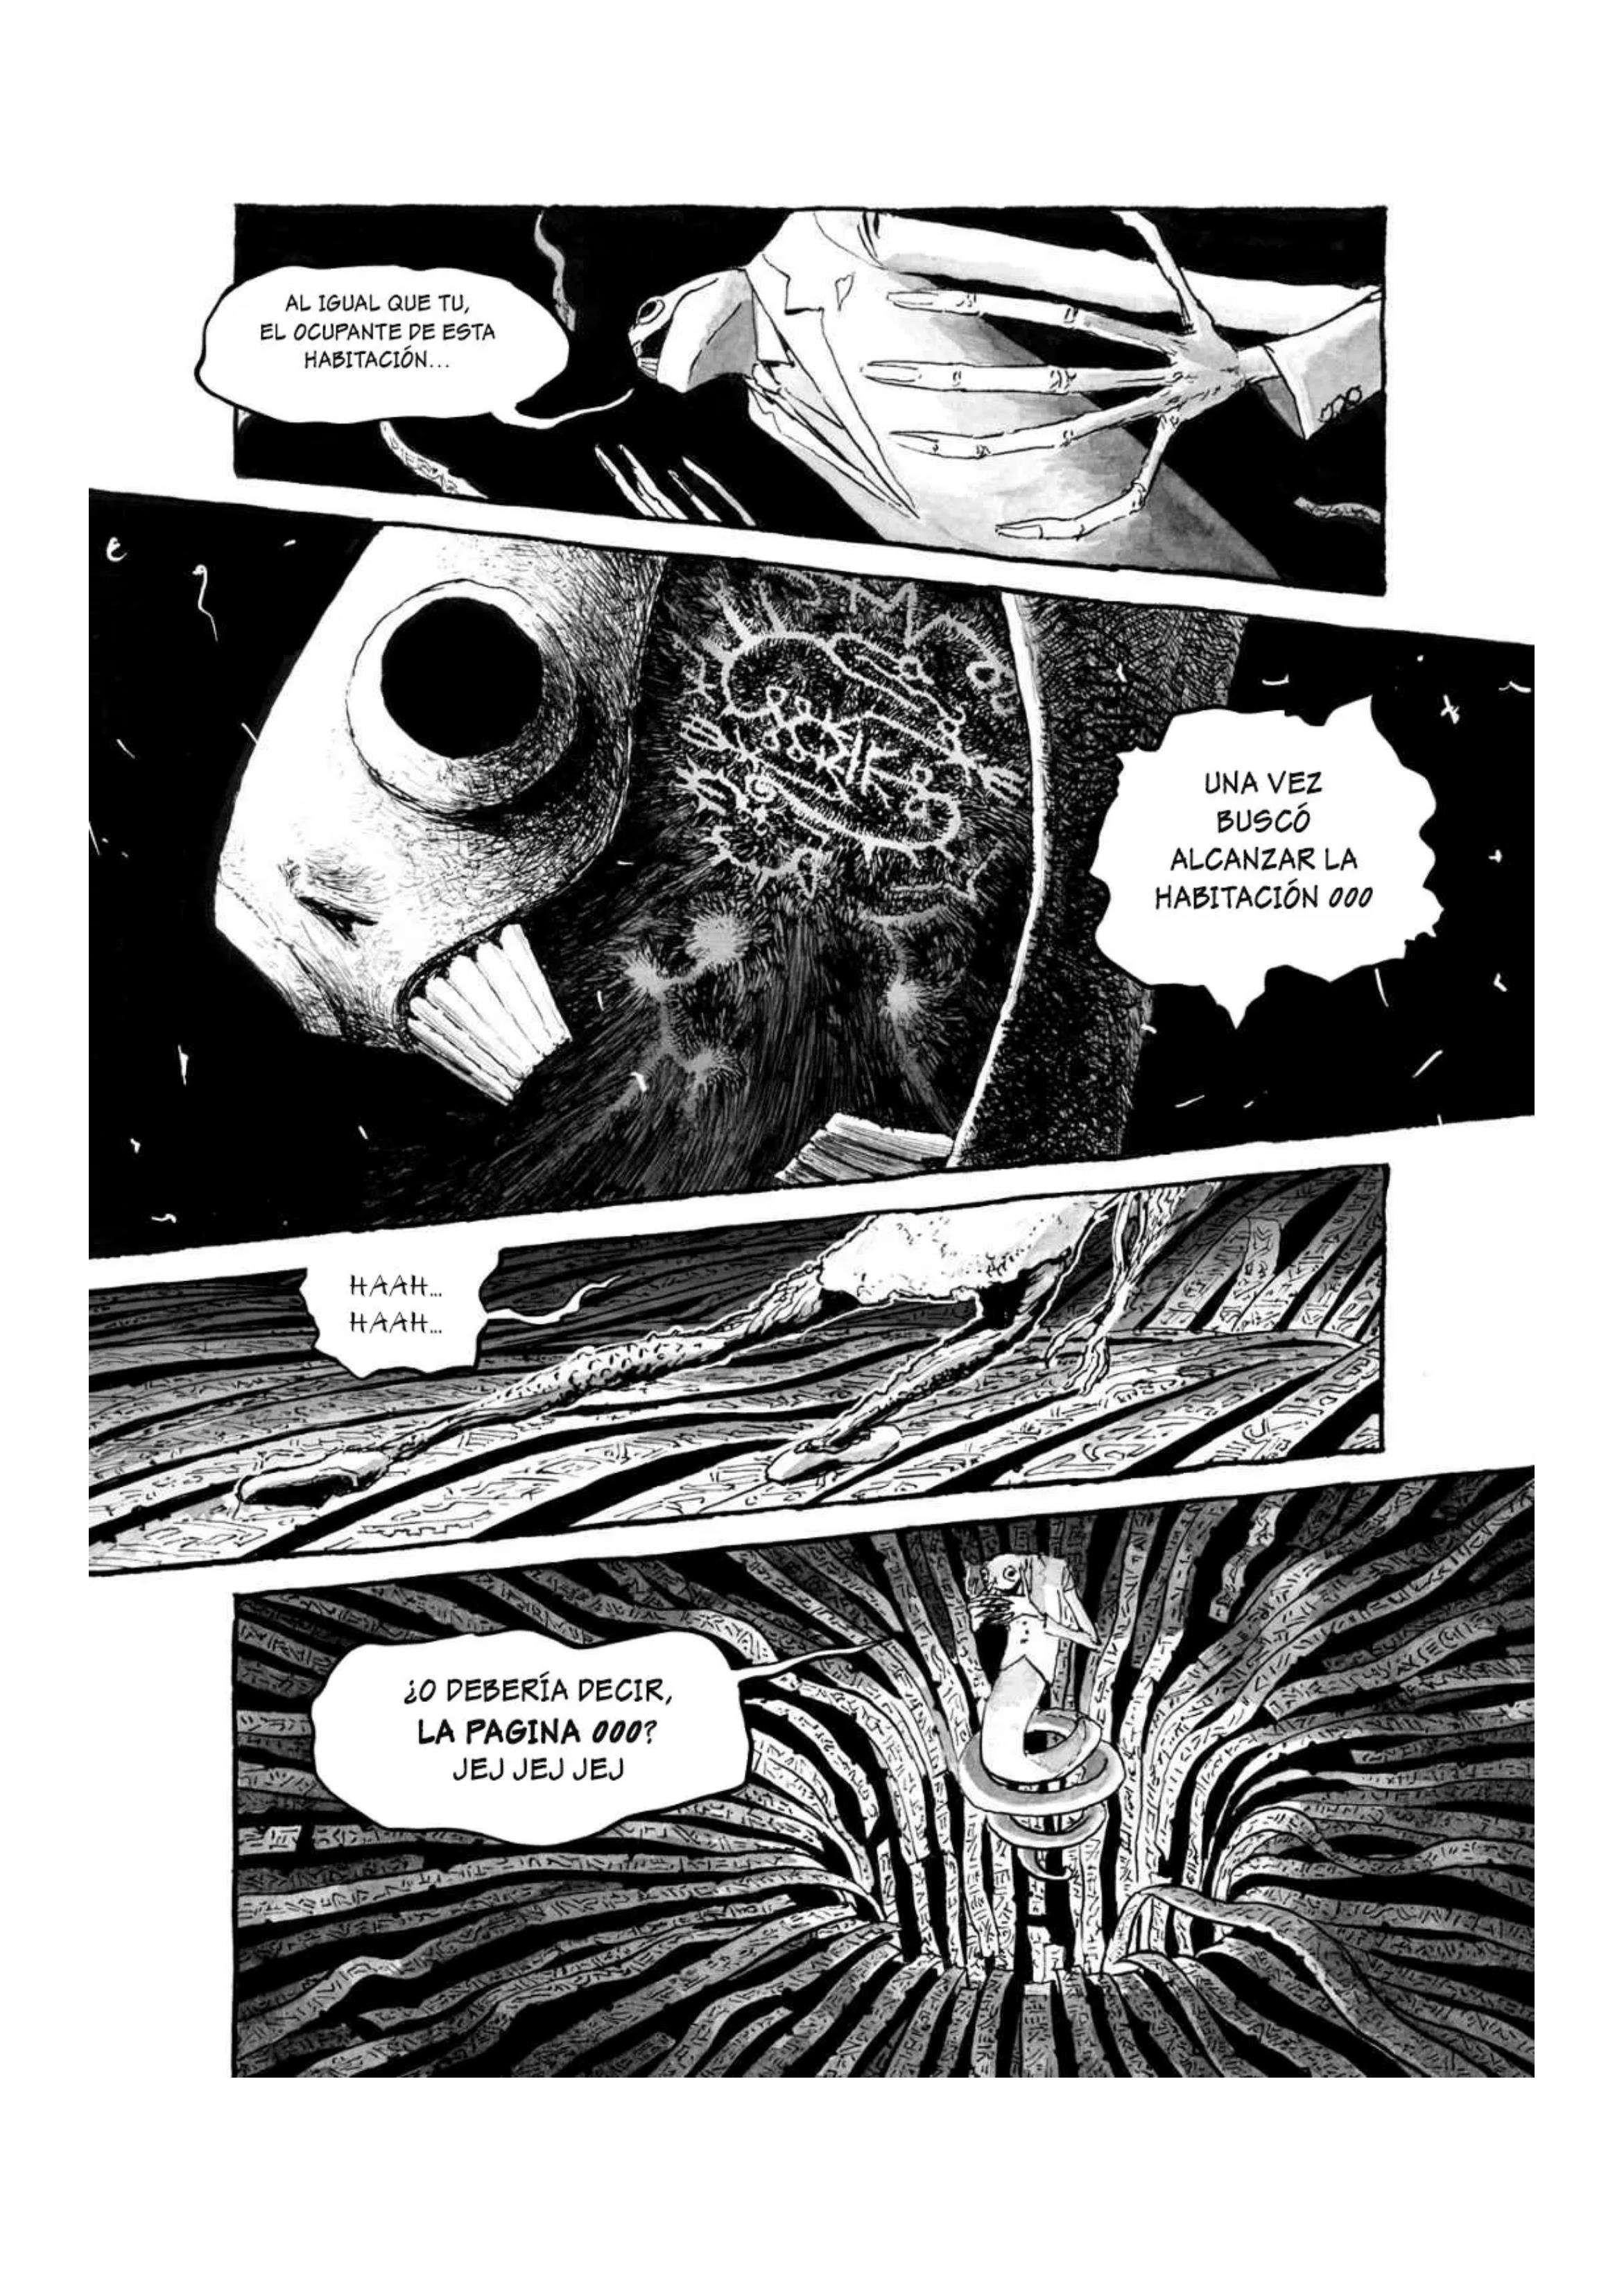 AL IGUAL QUE TU,
EL OCUPANTE DE ESTA
HABITACIÓN...
UNA VEZ
BUSCÓ
ALCANZAR LA
HABITACIÓN 000
HAAH...
HAAH...
¿O DEBERÍA DECIR,
LA PAGINA 000?
JEJ JEJ JEJ